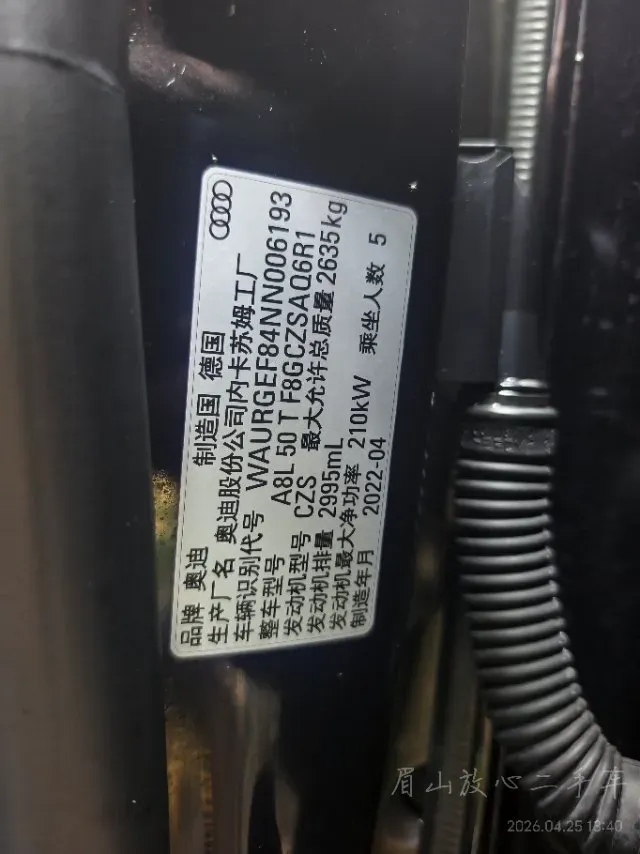 品牌 奥迪 制造国 德国
生产厂名 奥迪股份公司内卡苏姆工厂
车辆识别代号 WAURGEF84NN006193
整车型号 A8L 50 T F8GCZSAQ6R1
发动机型号 CZS 最大允许总质量 2635kg
发动机排量 2995mL
发动机最大净功率 210kW 乘坐人数 5
制造年月 2022-04
眉山放心二手车
2026.04.25 18:40